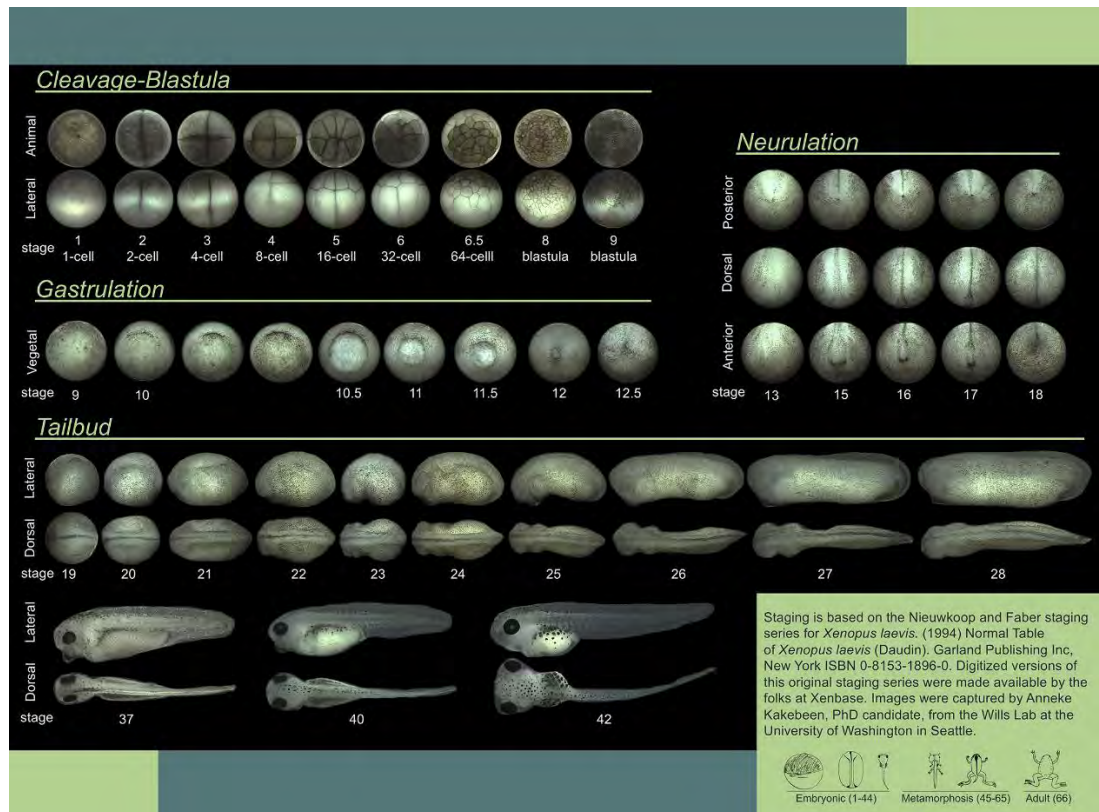 Cleavage-Blastula
Animal
Lateral
stage 1 2 3 4 5 6 6.5 8 9
1-cell 2-cell 4-cell 8-cell 16-cell 32-cell 64-celll blastula blastula
Gastrulation
Vegetal
stage 9 10 10.5 11 11.5 12 12.5
Neurulation
Posterior
Dorsal
Anterior
stage 13 15 16 17 18
Tailbud
Lateral
Dorsal
stage 19 20 21 22 23 24 25 26 27 28
Lateral
Dorsal
stage 37 40 42
Staging is based on the Nieuwkoop and Faber staging
series for Xenopus laevis. (1994) Normal Table
of Xenopus laevis (Daudin). Garland Publishing Inc,
New York ISBN 0-8153-1896-0. Digitized versions of
this original staging series were made available by the
folks at Xenbase. Images were captured by Anneke
Kakebeen, PhD candidate, from the Wills Lab at the
University of Washington in Seattle.
Embryonic (1-44) Metamorphosis (45-65) Adult (66)